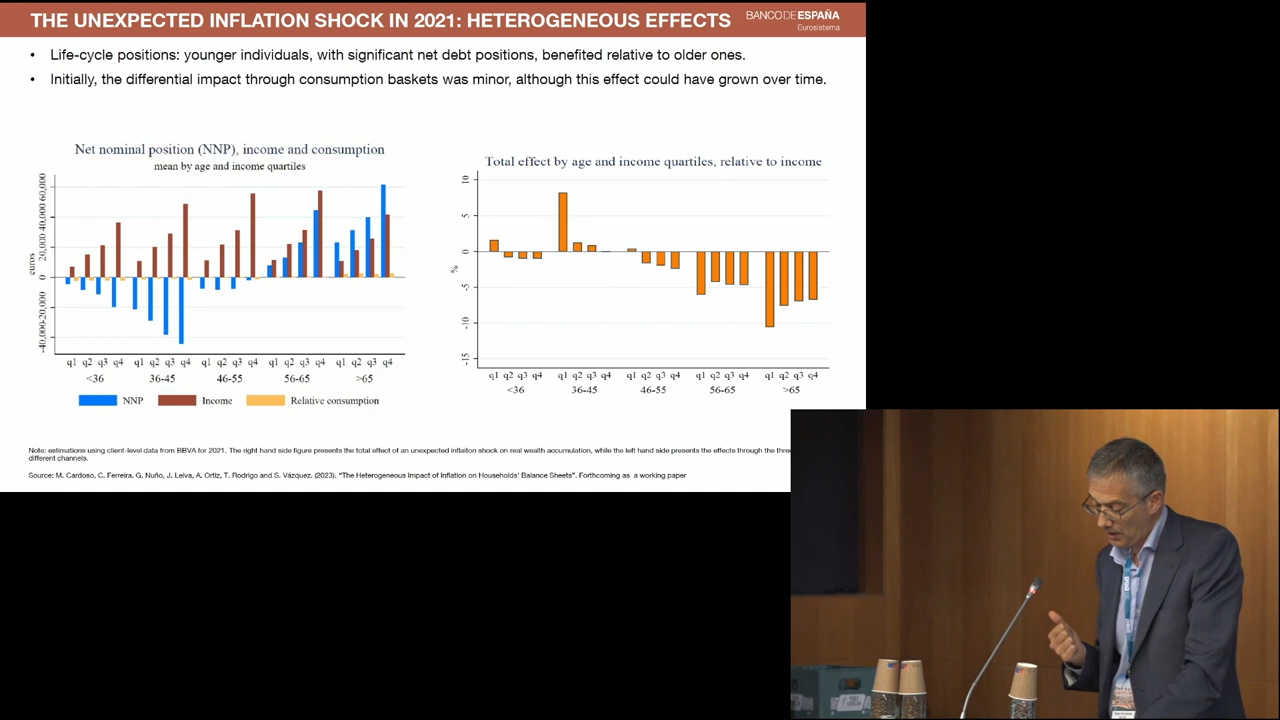 THE UNEXPECTED INFLATION SHOCK IN 2021: HETEROGENEOUS EFFECTS
BANCO DE ESPAÑA
Eurosistema
• Life-cycle positions: younger individuals, with significant net debt positions, benefited relative to older ones.
• Initially, the differential impact through consumption baskets was minor, although this effect could have grown over time.
Net nominal position (NNP), income and consumption
mean by age and income quartiles
euros
60,000
40,000
20,000
0
-20,000
-40,000
q1 q2 q3 q4 q1 q2 q3 q4 q1 q2 q3 q4 q1 q2 q3 q4 q1 q2 q3 q4
<36 36-45 46-55 56-65 >65
NNP Income Relative consumption
Total effect by age and income quartiles, relative to income
%
10
5
0
-5
-10
-15
q1 q2 q3 q4 q1 q2 q3 q4 q1 q2 q3 q4 q1 q2 q3 q4 q1 q2 q3 q4
<36 36-45 46-55 56-65 >65
Note: estimations using client-level data from BBVA for 2021. The right hand side figure presents the total effect of an unexpected inflaiton shock on real wealth accumulation, while the left hand side presents the effects through the
different channels.
Source: M. Cardoso, C. Ferreira, G. Nuño, J. Leiva, A. Ortiz, T. Rodrigo and S. Vázquez. (2023). “The Heterogeneous Impact of Inflation on Households’ Balance Sheets”. Forthcoming as a working paper